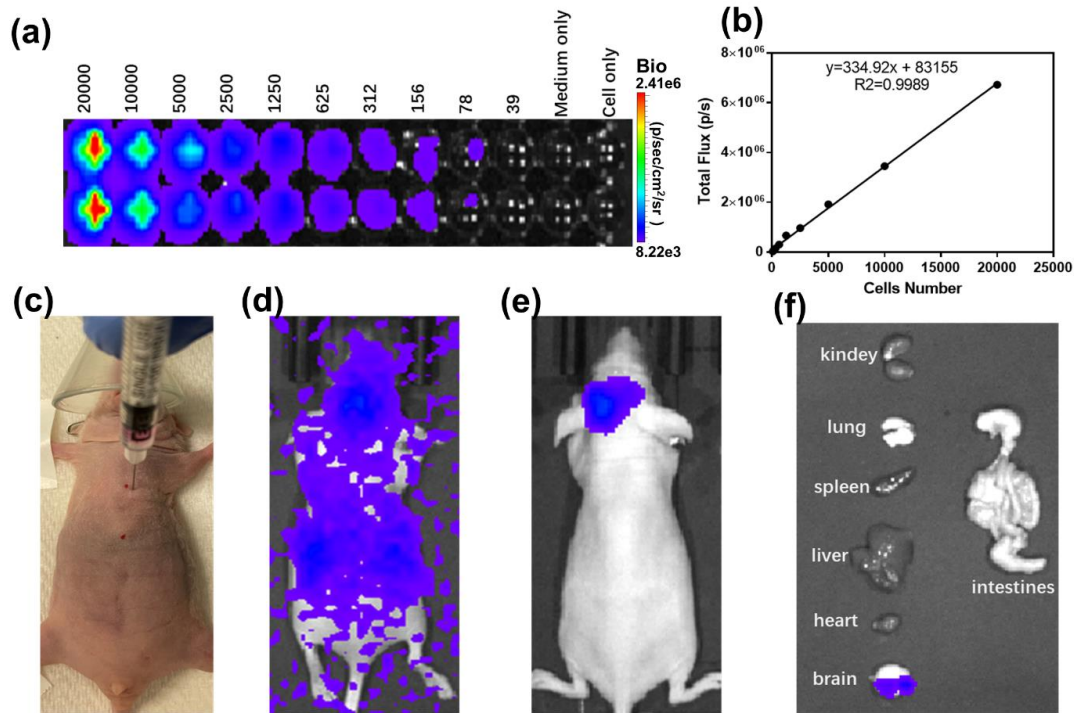 (a)
20000
10000
5000
2500
1250
625
312
156
78
39
Medium only
Cell only
Bio
2.41e6
(p/sec/cm²/sr )
8.22e3
(b)
y=334.92x + 83155
R2=0.9989
Total Flux (p/s)
8×10⁰⁶
6×10⁰⁶
4×10⁰⁶
2×10⁰⁶
0
0
5000
10000
15000
20000
25000
Cells Number
(c)
(d)
(e)
(f)
kindey
lung
spleen
liver
intestines
heart
brain